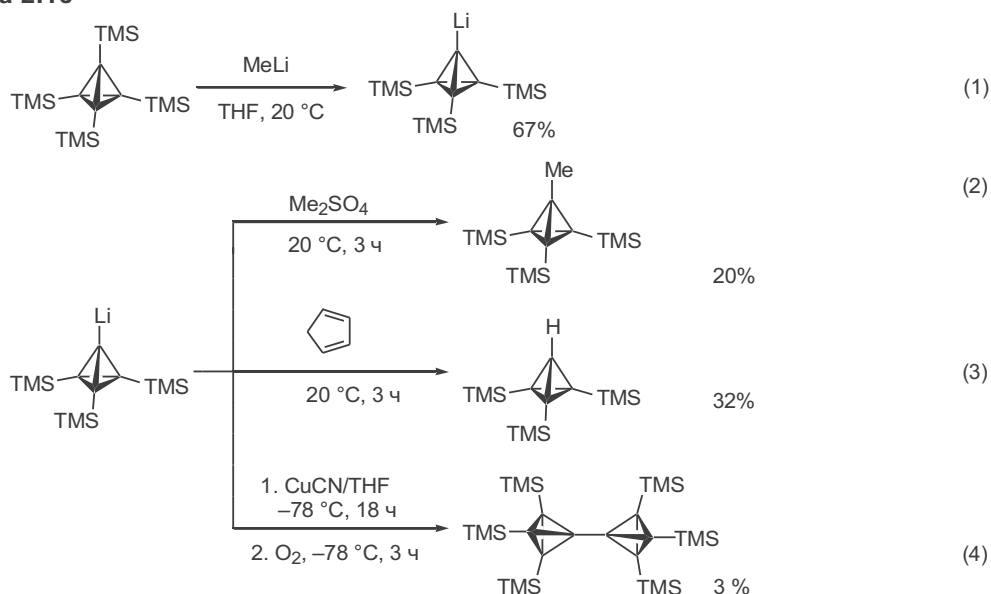 TMS
TMS
TMS
TMS
MeLi
THF, 20 °C
Li
TMS
TMS
TMS
67%
(1)
Me₂SO₄
20 °C, 3 ч
Me
TMS
TMS
TMS
20%
(2)
Li
TMS
TMS
TMS
20 °C, 3 ч
H
TMS
TMS
TMS
32%
(3)
1. CuCN/THF
–78 °C, 18 ч
2. O₂, –78 °C, 3 ч
TMS
TMS
TMS
TMS
TMS
TMS
3 %
(4)